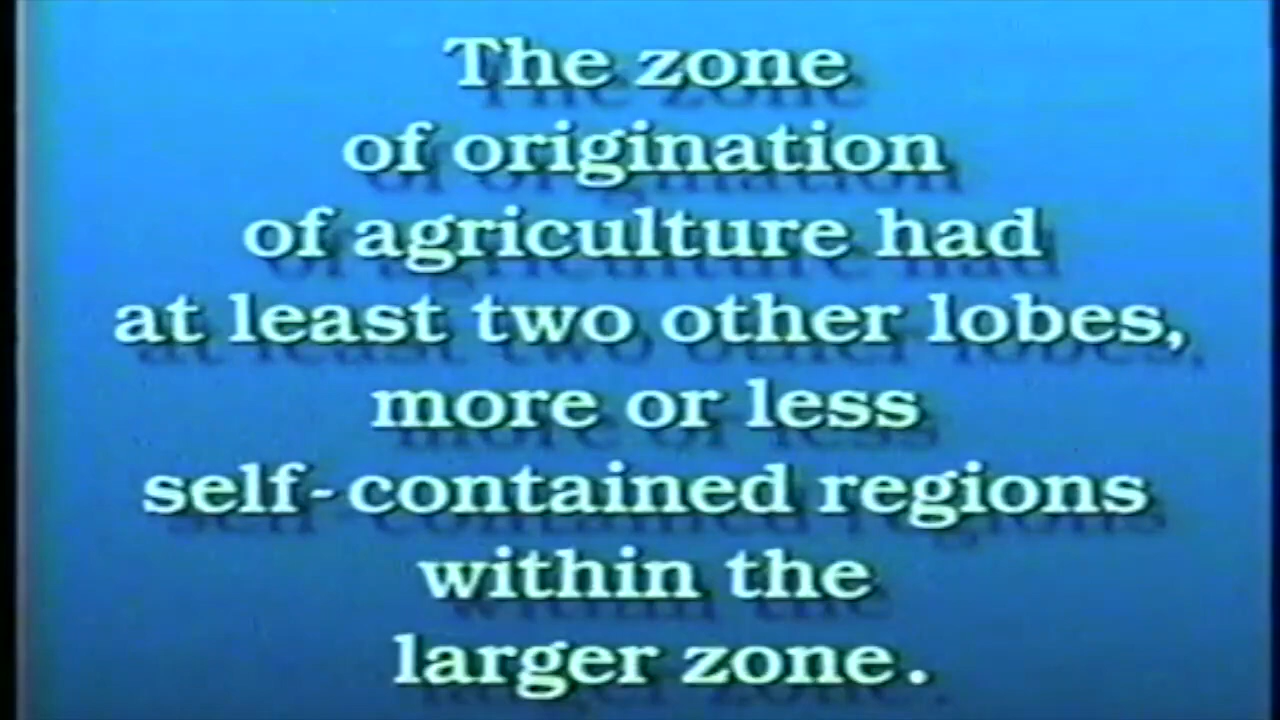 The zone
of origination
of agriculture had
at least two other lobes,
more or less
self-contained regions
within the
larger zone.